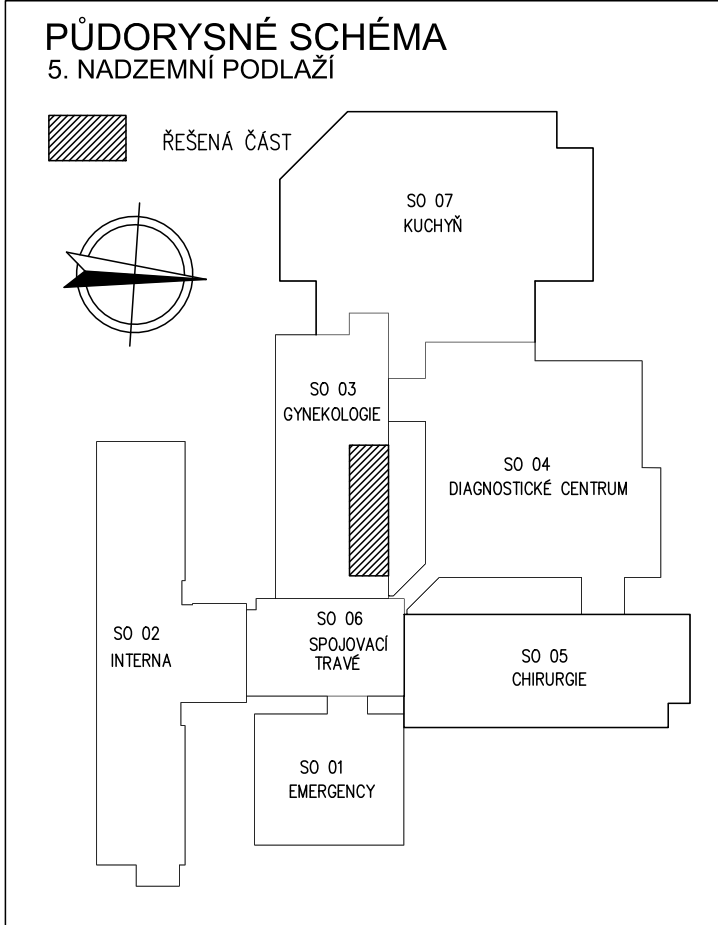 PŮDORYSNÉ SCHÉMA
5. NADZEMNÍ PODLAŽÍ
ŘEŠENÁ ČÁST
SO 07
KUCHYŇ
SO 03
GYNEKOLOGIE
SO 04
DIAGNOSTICKÉ CENTRUM
SO 02
INTERNA
SO 06
SPOJOVACÍ
TRAVÉ
SO 05
CHIRURGIE
SO 01
EMERGENCY